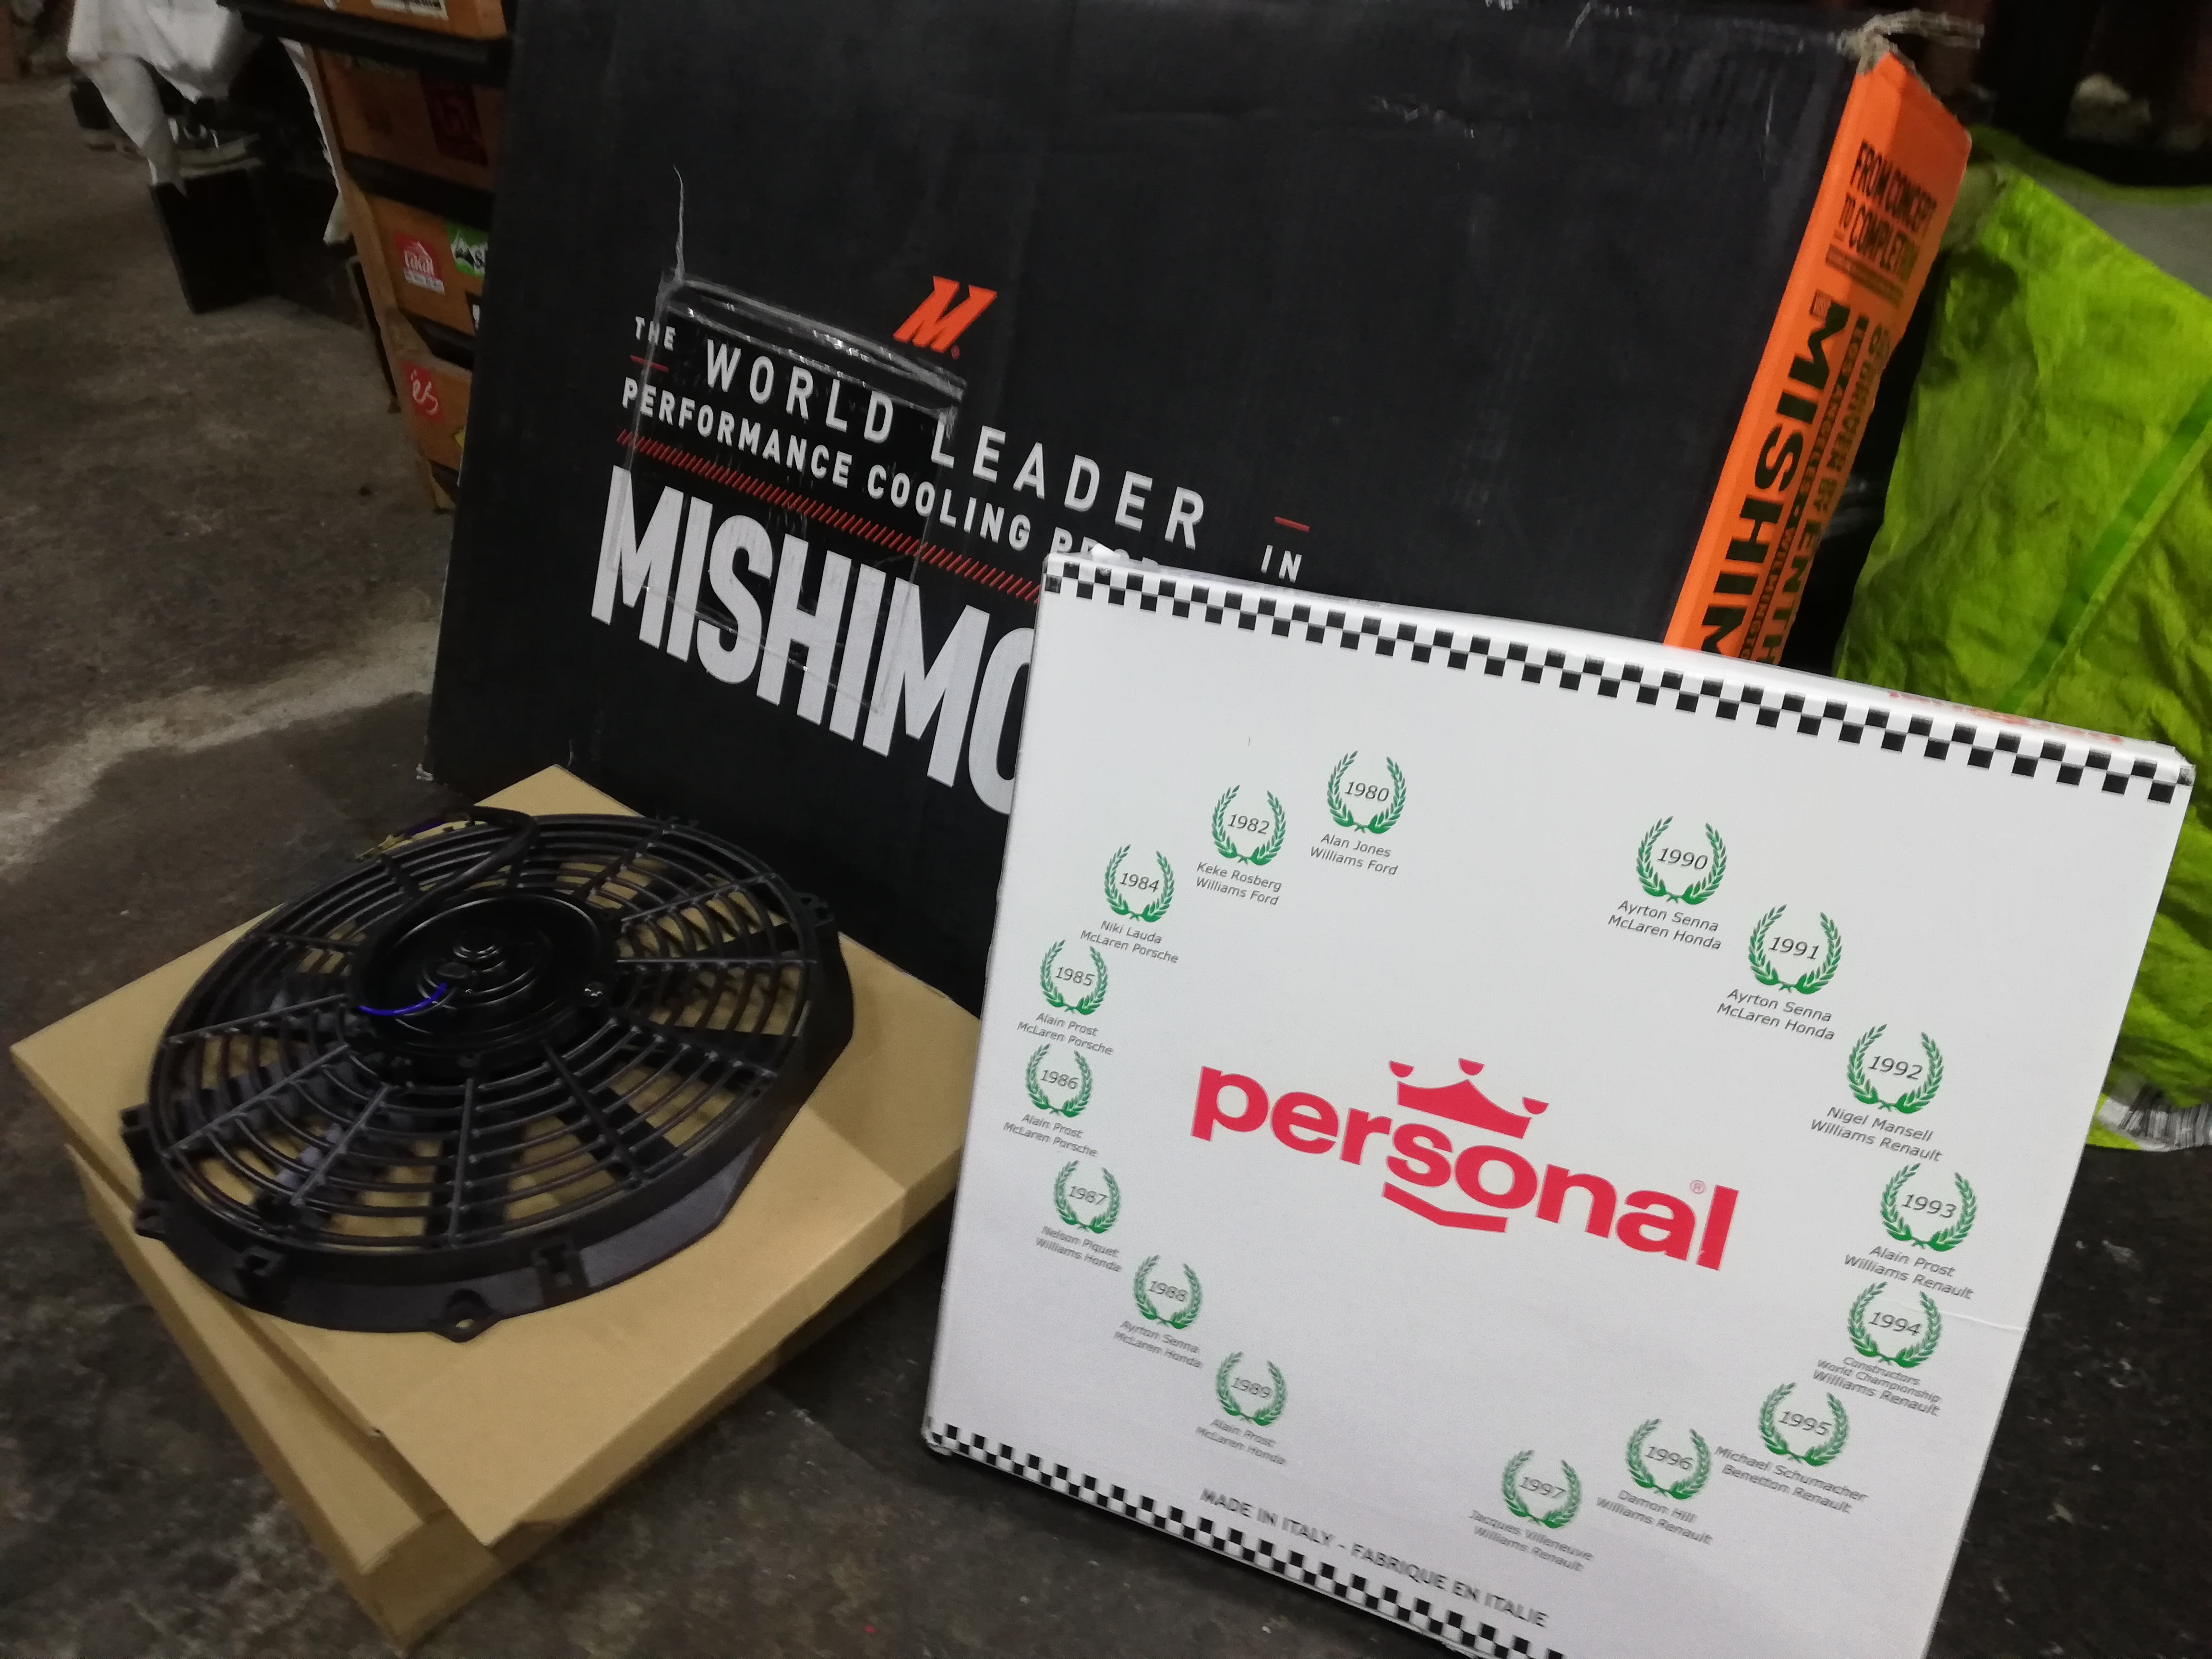 M
THE
WORLD LEADER
IN
PERFORMANCE COOLING
MISHIMO
FROM CONCEPT
TO COMPLETION
MISHIM
és
1980
Alan Jones
Williams Ford
1982
Keke Rosberg
Williams Ford
1984
Niki Lauda
McLaren Porsche
1985
Alain Prost
McLaren Porsche
1986
Alain Prost
McLaren Porsche
1987
Nelson Piquet
Williams Honda
1988
Ayrton Senna
McLaren Honda
1989
Alain Prost
McLaren Honda
1990
Ayrton Senna
McLaren Honda
1991
Ayrton Senna
McLaren Honda
1992
Nigel Mansell
Williams Renault
1993
Alain Prost
Williams Renault
1994
Constructors
World Championship
Williams Renault
1995
Michael Schumacher
Benetton Renault
1996
Damon Hill
Williams Renault
1997
Jacques Villeneuve
Williams Renault
personal®
MADE IN ITALY - FABRIQUE EN ITALIE